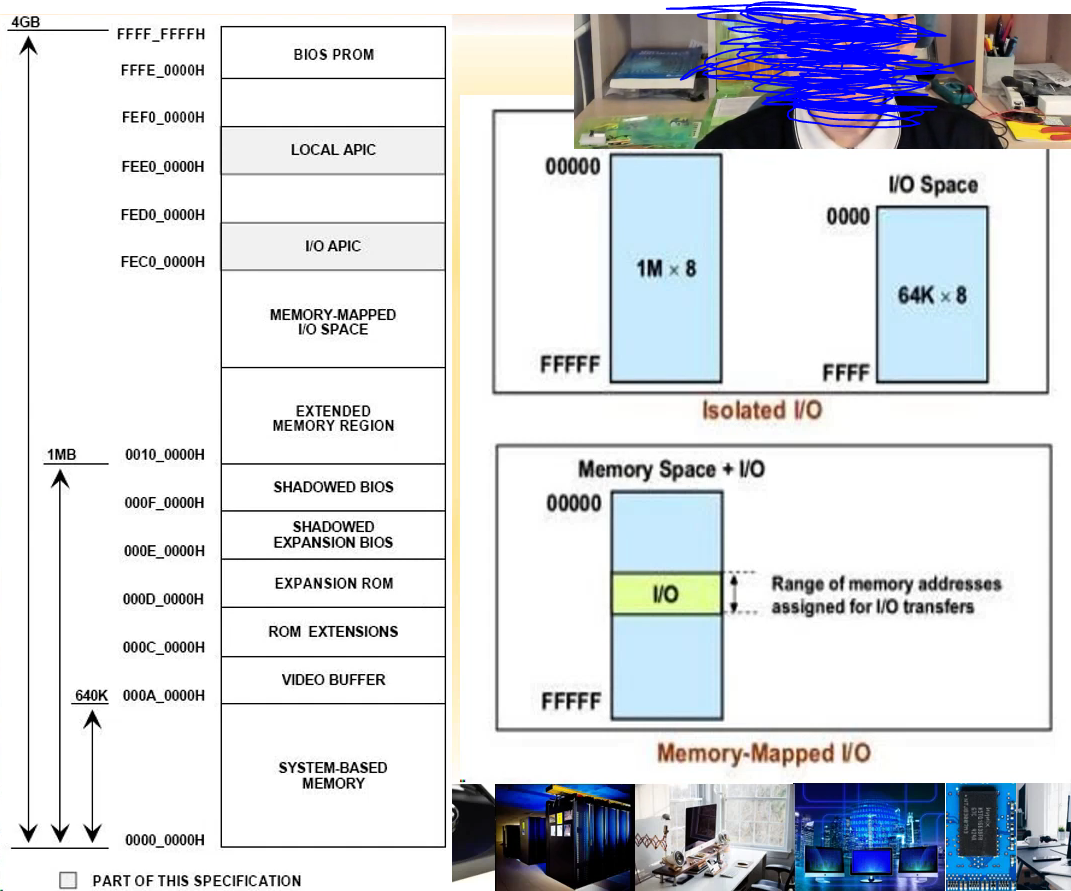 4GB
FFFF_FFFFH
BIOS PROM
FFFE_0000H
FEF0_0000H
LOCAL APIC
FEE0_0000H
FED0_0000H
I/O APIC
FEC0_0000H
MEMORY-MAPPED
I/O SPACE
EXTENDED
MEMORY REGION
1MB
0010_0000H
SHADOWED BIOS
000F_0000H
SHADOWED
EXPANSION BIOS
000E_0000H
EXPANSION ROM
000D_0000H
ROM EXTENSIONS
000C_0000H
VIDEO BUFFER
640K
000A_0000H
SYSTEM-BASED
MEMORY
0000_0000H
PART OF THIS SPECIFICATION
00000
1M × 8
FFFFF
I/O Space
0000
64K × 8
FFFF
Isolated I/O
Memory Space + I/O
00000
I/O
Range of memory addresses
assigned for I/O transfers
FFFFF
Memory-Mapped I/O